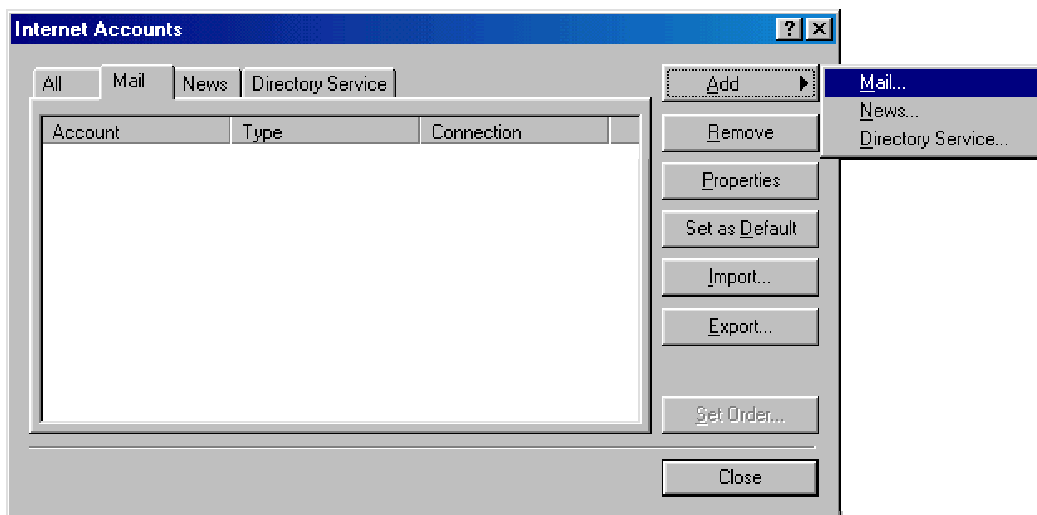 Internet Accounts
All Mail News Directory Service
Account Type Connection
Add
Remove
Properties
Set as Default
Import...
Export...
Set Order...
Close
Mail...
News...
Directory Service...